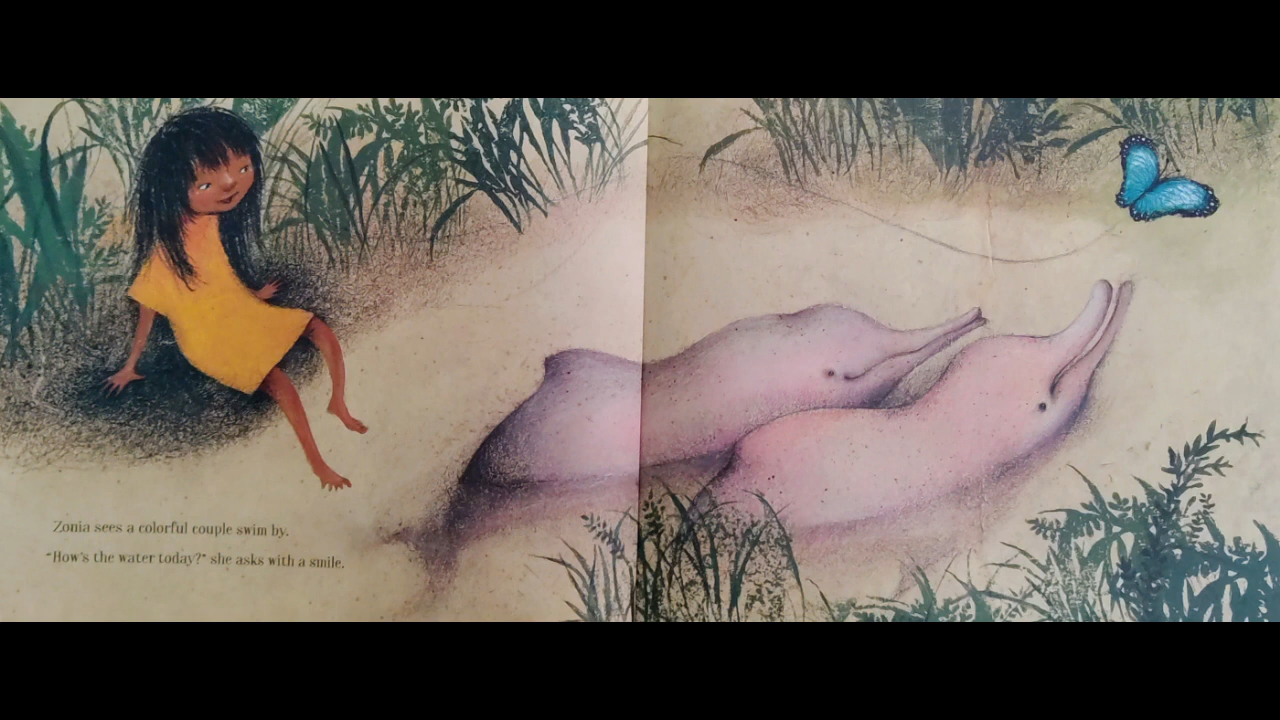 Zonia sees a colorful couple swim by.
"How's the water today?" she asks with a smile.